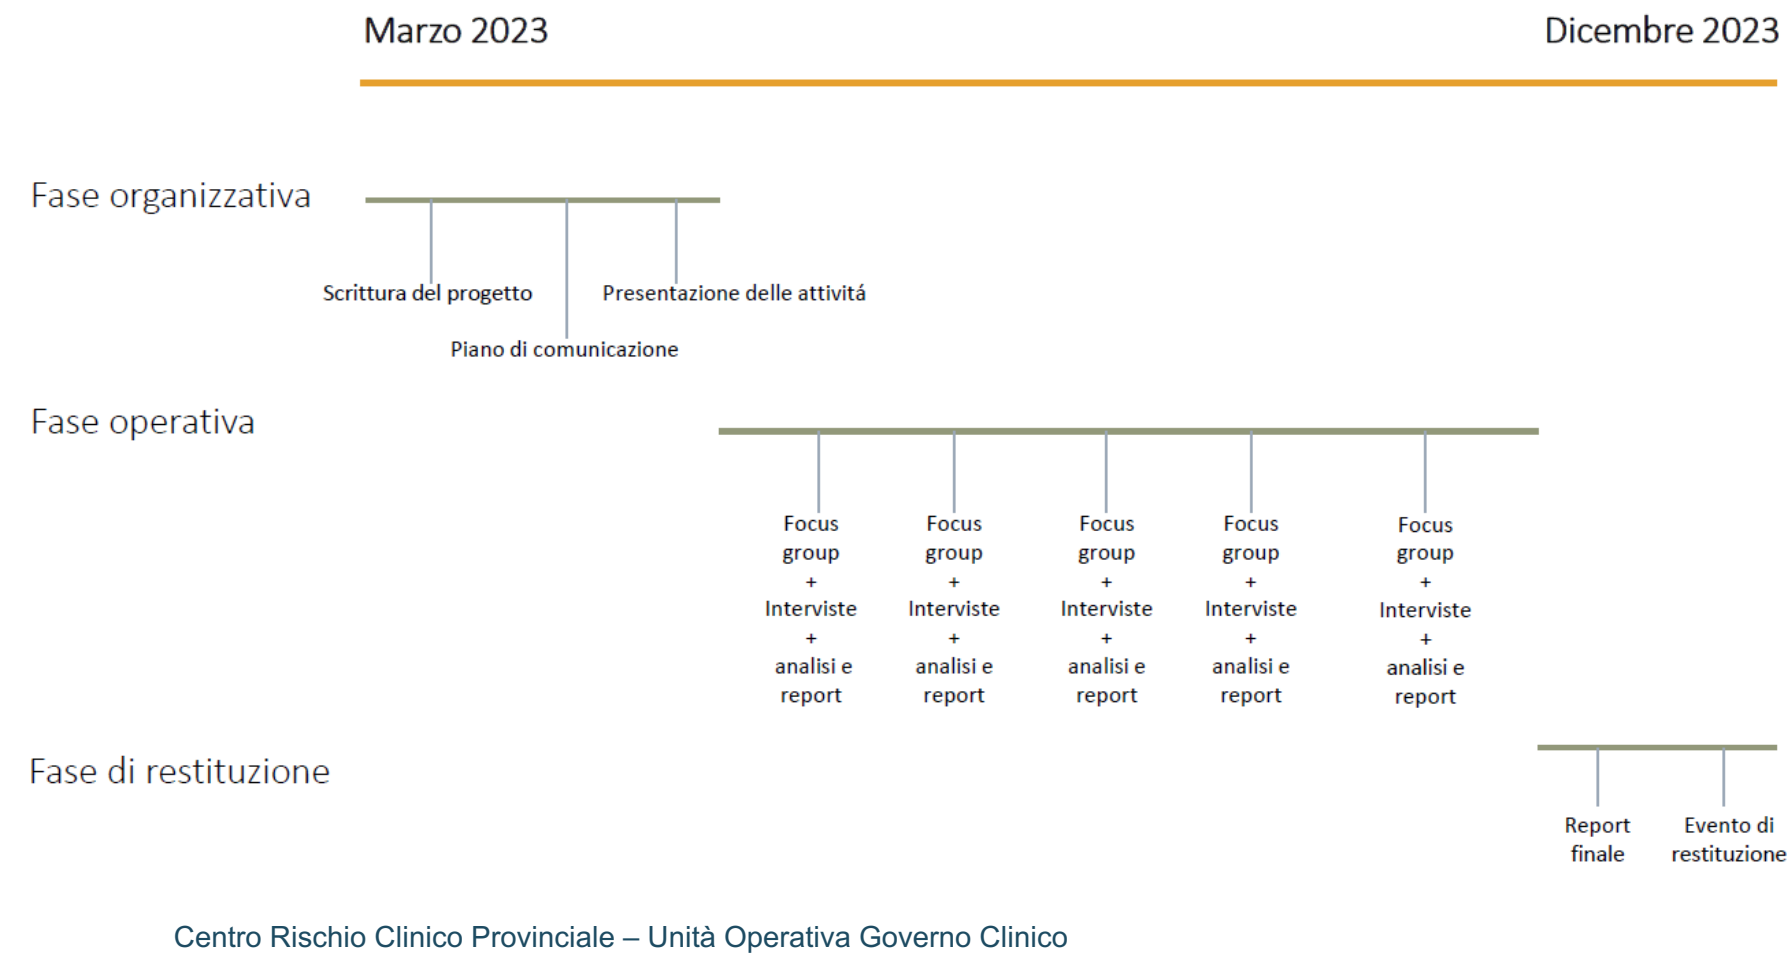 Marzo 2023
Dicembre 2023
Fase organizzativa
Scrittura del progetto
Presentazione delle attivitá
Piano di comunicazione
Fase operativa
Focus
group
+
Interviste
+
analisi e
report
Focus
group
+
Interviste
+
analisi e
report
Focus
group
+
Interviste
+
analisi e
report
Focus
group
+
Interviste
+
analisi e
report
Focus
group
+
Interviste
+
analisi e
report
Fase di restituzione
Report
finale
Evento di
restituzione
Centro Rischio Clinico Provinciale – Unità Operativa Governo Clinico